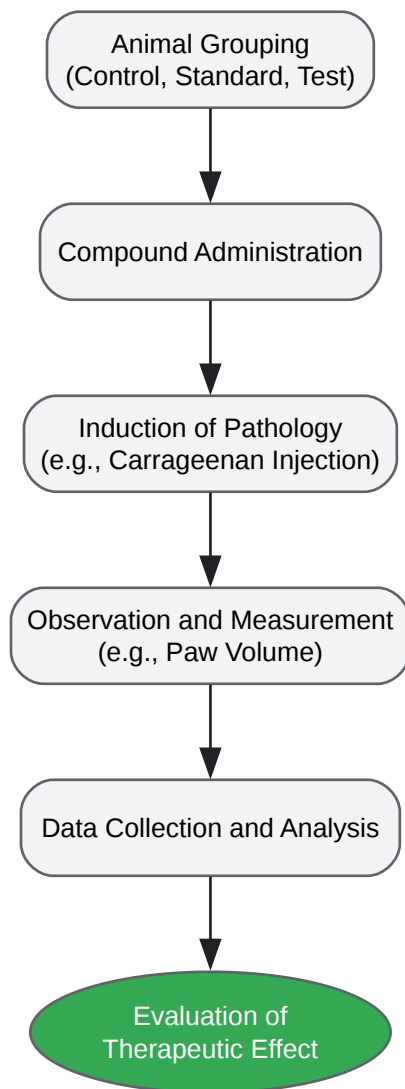 Animal Grouping
(Control, Standard, Test)
Compound Administration
Induction of Pathology
(e.g., Carrageenan Injection)
Observation and Measurement
(e.g., Paw Volume)
Data Collection and Analysis
Evaluation of
Therapeutic Effect